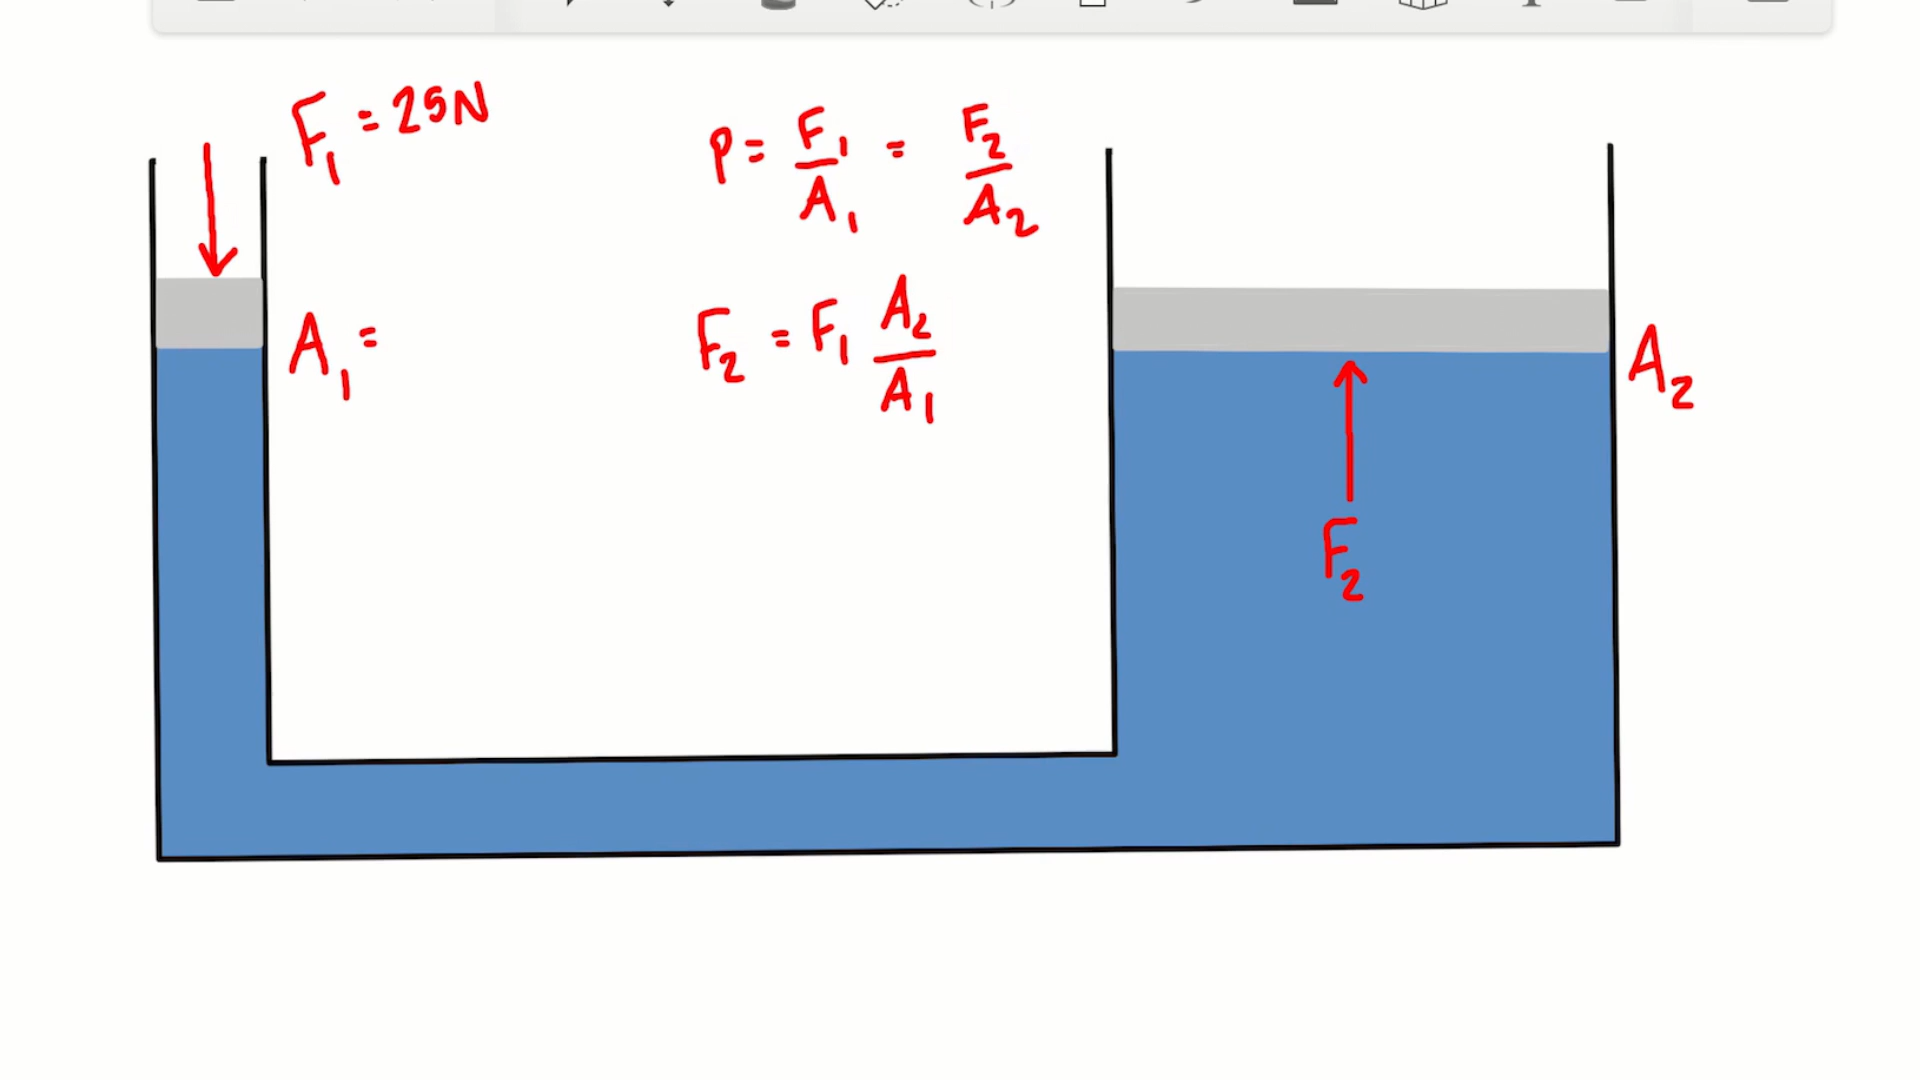 F₁ = 25N
P = F₁/A₁ = F₂/A₂
A₁ =
F₂ = F₁ A₂/A₁
A₂
F₂